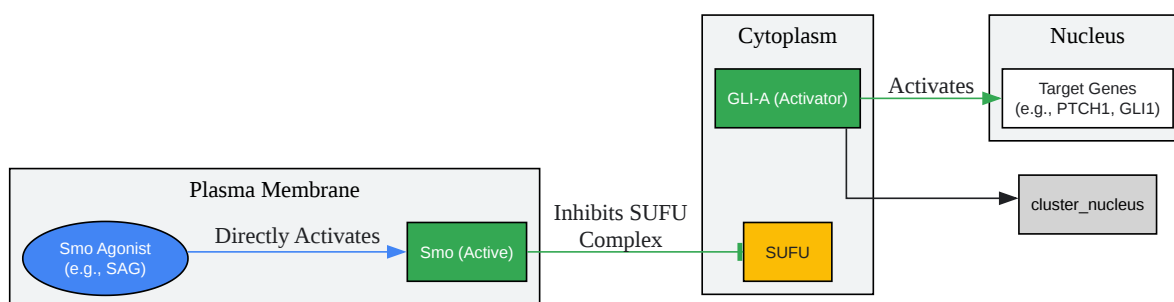 Cytoplasm
Nucleus
GLI-A (Activator)
Activates
Target Genes
(e.g., PTCH1, GLI1)
Plasma Membrane
cluster_nucleus
Smo Agonist
(e.g., SAG)
Directly Activates
Smo (Active)
Inhibits SUFU
Complex
SUFU